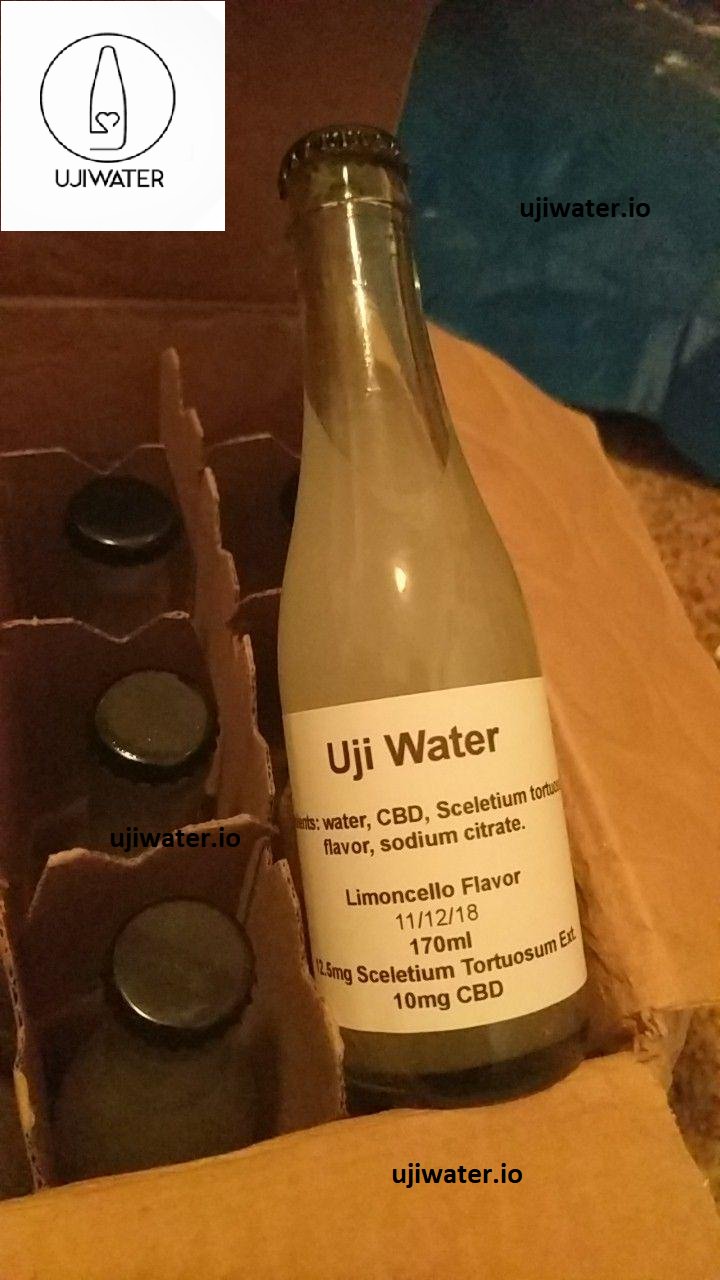 UJIWATER
ujiwater.io
Uji Water
water, CBD, Sceletium
flavor, sodium citrate.
Limoncello Flavor
11/12/18
170ml
12.5mg Sceletium Tortuosum Ext.
10mg CBD
ujiwater.io
ujiwater.io